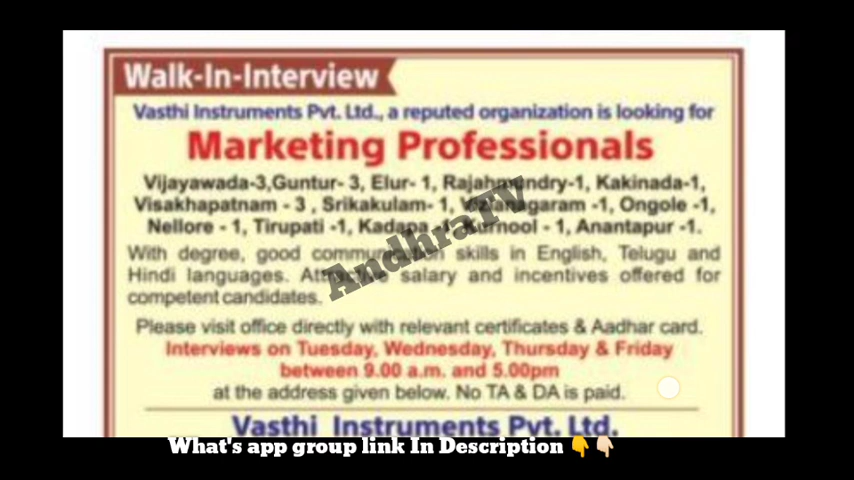 Walk-In-Interview
Vasthi Instruments Pvt. Ltd., a reputed organization is looking for
Marketing Professionals
Vijayawada-3,Guntur- 3, Elur- 1, Rajahmundry-1, Kakinada-1,
Visakhapatnam - 3 , Srikakulam- 1, Vizianagaram -1, Ongole -1,
Nellore - 1, Tirupati -1, Kadapa -1, Kurnool - 1, Anantapur -1.
With degree, good communication skills in English, Telugu and
Hindi languages. Attractive salary and incentives offered for
competent candidates.
AndhraTV
Please visit office directly with relevant certificates & Aadhar card.
Interviews on Tuesday, Wednesday, Thursday & Friday
between 9.00 a.m. and 5.00pm
at the address given below. No TA & DA is paid.
Vasthi Instruments Pvt. Ltd.
What's app group link In Description 👇👇🏻